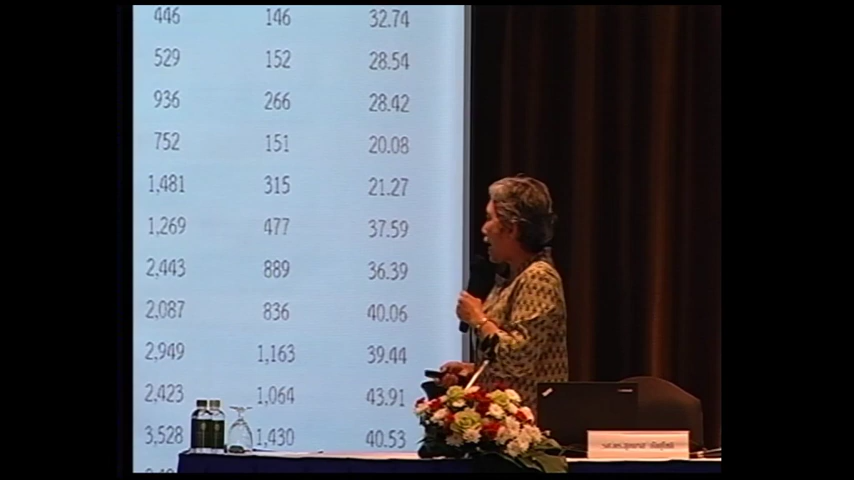 446 146 32.74
529 152 28.54
936 266 28.42
752 151 20.08
1,481 315 21.27
1,269 477 37.59
2,443 889 36.39
2,087 836 40.06
2,949 1,163 39.44
2,423 1,064 43.91
3,528 1,430 40.53